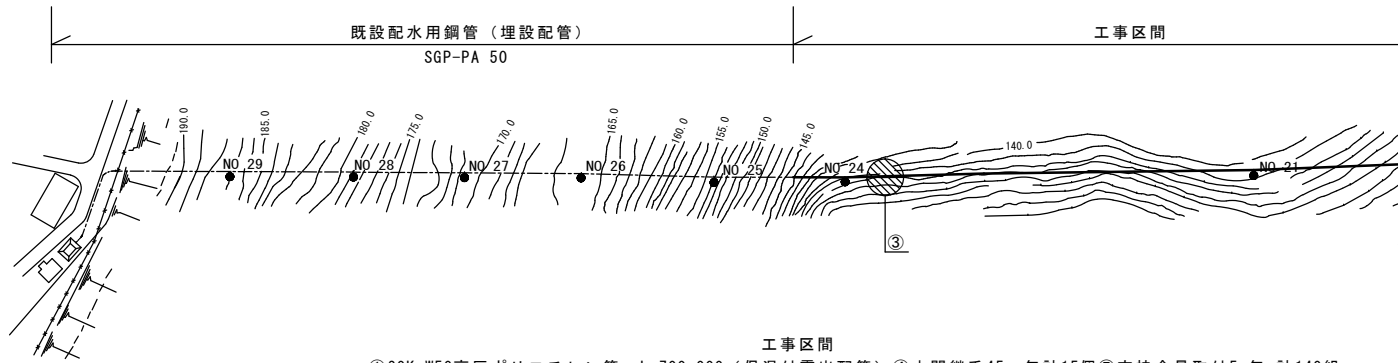 既設配水用鋼管（埋設配管）
工事区間
SGP-PA 50
190.0
185.0
180.0
175.0
170.0
165.0
160.0
155.0
150.0
145.0
140.0
NO 29
NO 28
NO 27
NO 26
NO 25
NO 24
NO 21
③
工事区間